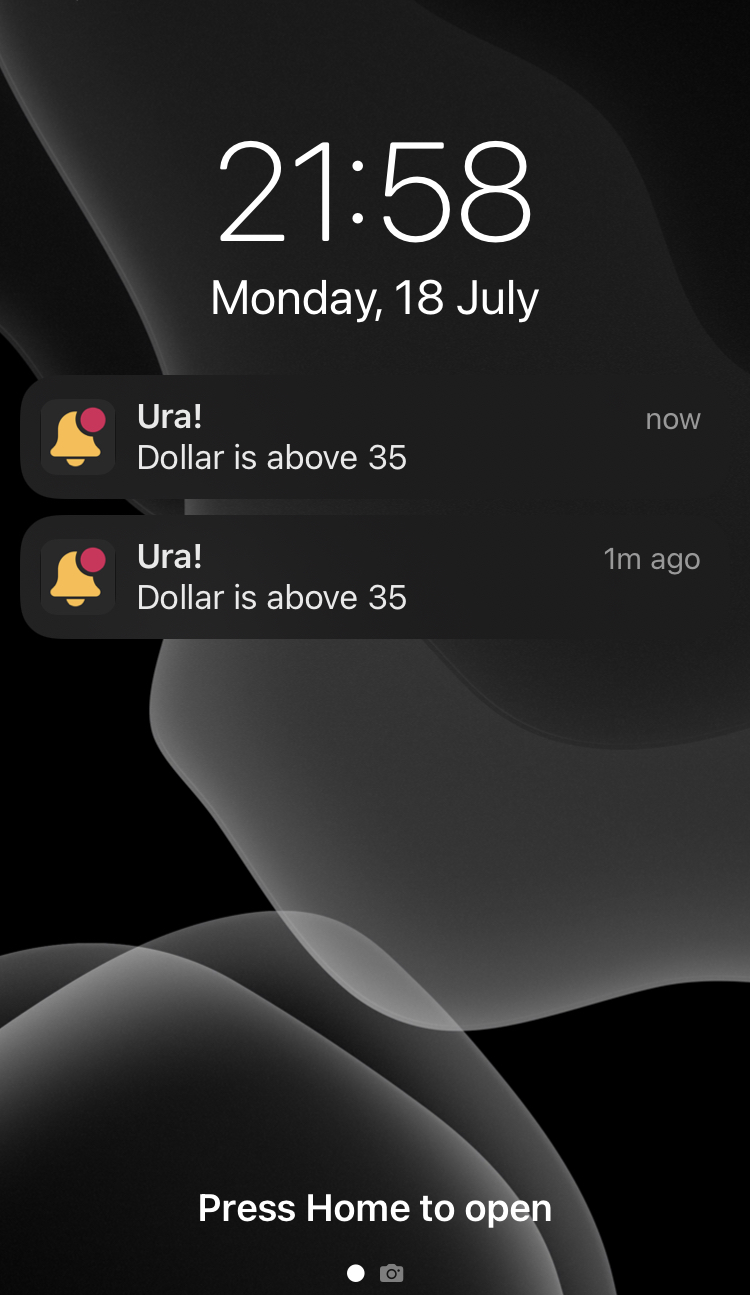 21:58
Monday, 18 July
Ura!
now
Dollar is above 35
Ura!
1m ago
Dollar is above 35
Press Home to open